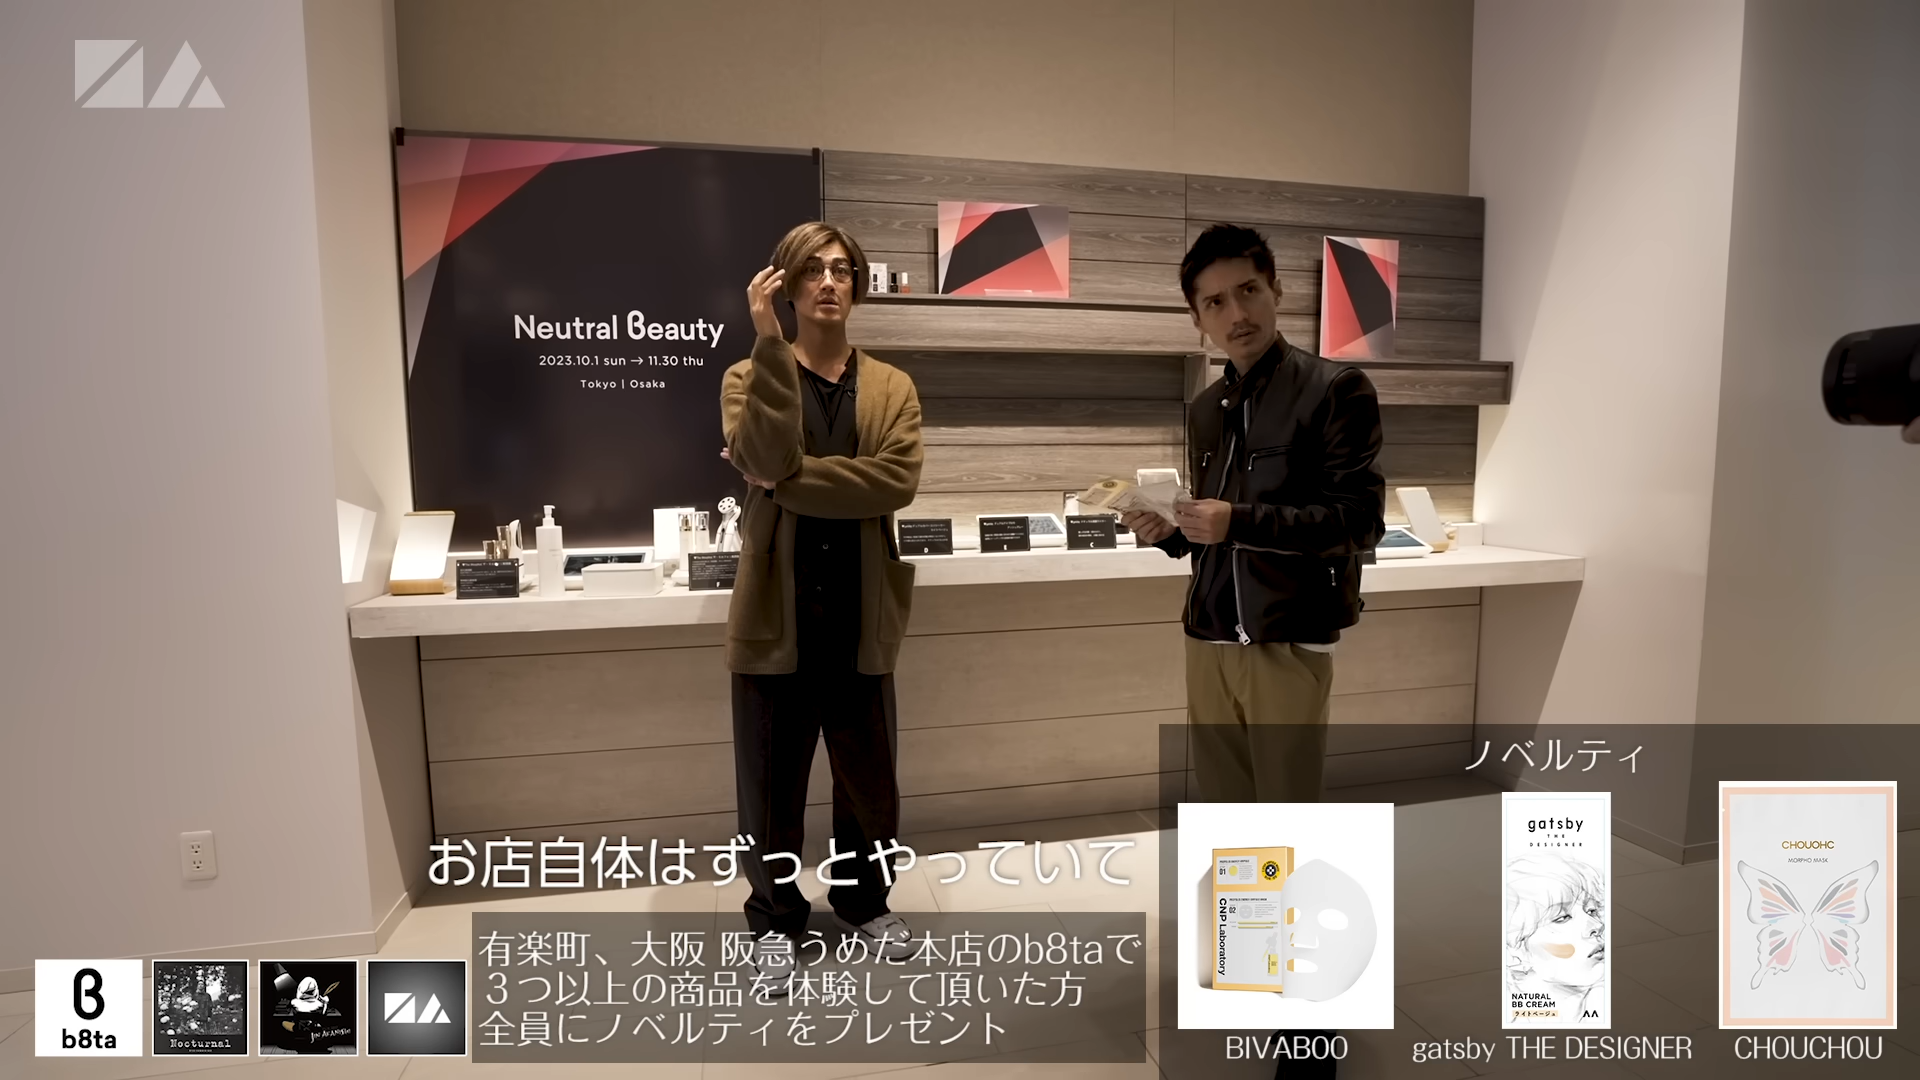 Neutral Beauty
2023.10.1 sun → 11.30 thu
Tokyo | Osaka
D
E
C
F
お店自体はずっとやっていて
有楽町、大阪 阪急うめだ本店のb8taで
３つ以上の商品を体験して頂いた方
全員にノベルティをプレゼント
b8ta
Nocturnal
JIN AKANISHI
ノベルティ
01
02
CNP Laboratory
BIVABOO
gatsby
THE
DESIGNER
NATURAL
BB CREAM
ライトベージュ
gatsby THE DESIGNER
CHOUOHC
MORPHO MASK
CHOUCHOU